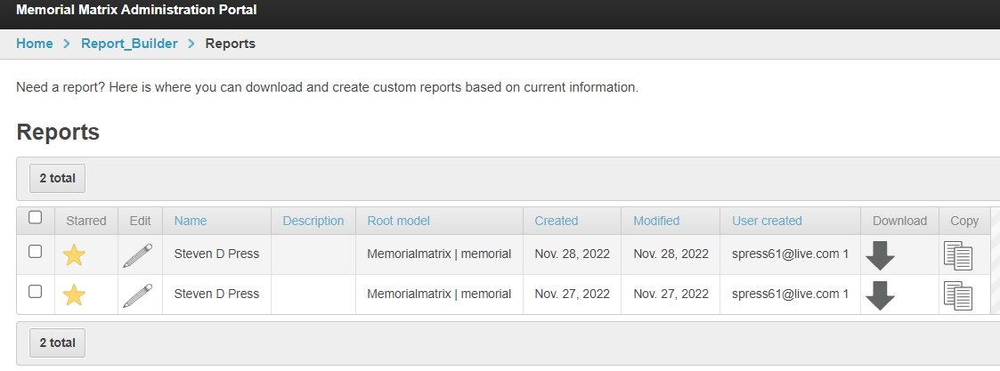 Memorial Matrix Administration Portal
Home > Report_Builder > Reports
Need a report? Here is where you can download and create custom reports based on current information.
Reports
2 total
Starred Edit Name Description Root model Created Modified User created Download Copy
Steven D Press Memorialmatrix | memorial Nov. 28, 2022 Nov. 28, 2022 spress61@live.com 1
Steven D Press Memorialmatrix | memorial Nov. 27, 2022 Nov. 27, 2022 spress61@live.com 1
2 total